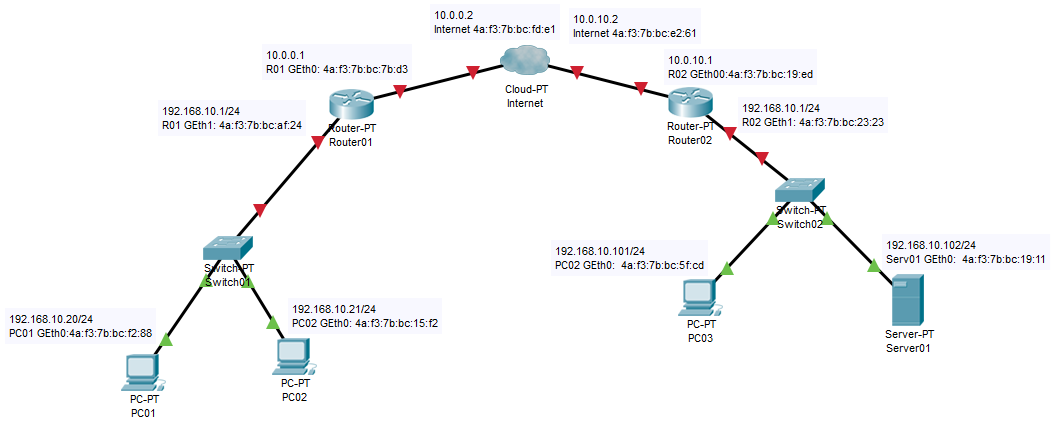 10.0.0.2
Internet 4a:f3:7b:bc:fd:e1
10.0.10.2
Internet 4a:f3:7b:bc:e2:61
10.0.0.1
R01 GEth0: 4a:f3:7b:bc:7b:d3
10.0.10.1
R02 GEth00:4a:f3:7b:bc:19:ed
Cloud-PT
Internet
192.168.10.1/24
R01 GEth1: 4a:f3:7b:bc:af:24
192.168.10.1/24
R02 GEth1: 4a:f3:7b:bc:23:23
Router-PT
Router01
Router-PT
Router02
Switch-PT
Switch02
192.168.10.101/24
PC02 GEth0:  4a:f3:7b:bc:5f:cd
192.168.10.102/24
Serv01 GEth0:  4a:f3:7b:bc:19:11
Switch-PT
Switch01
192.168.10.20/24
PC01 GEth0:4a:f3:7b:bc:f2:88
192.168.10.21/24
PC02 GEth0:  4a:f3:7b:bc:15:f2
PC-PT
PC03
Server-PT
Server01
PC-PT
PC01
PC-PT
PC02